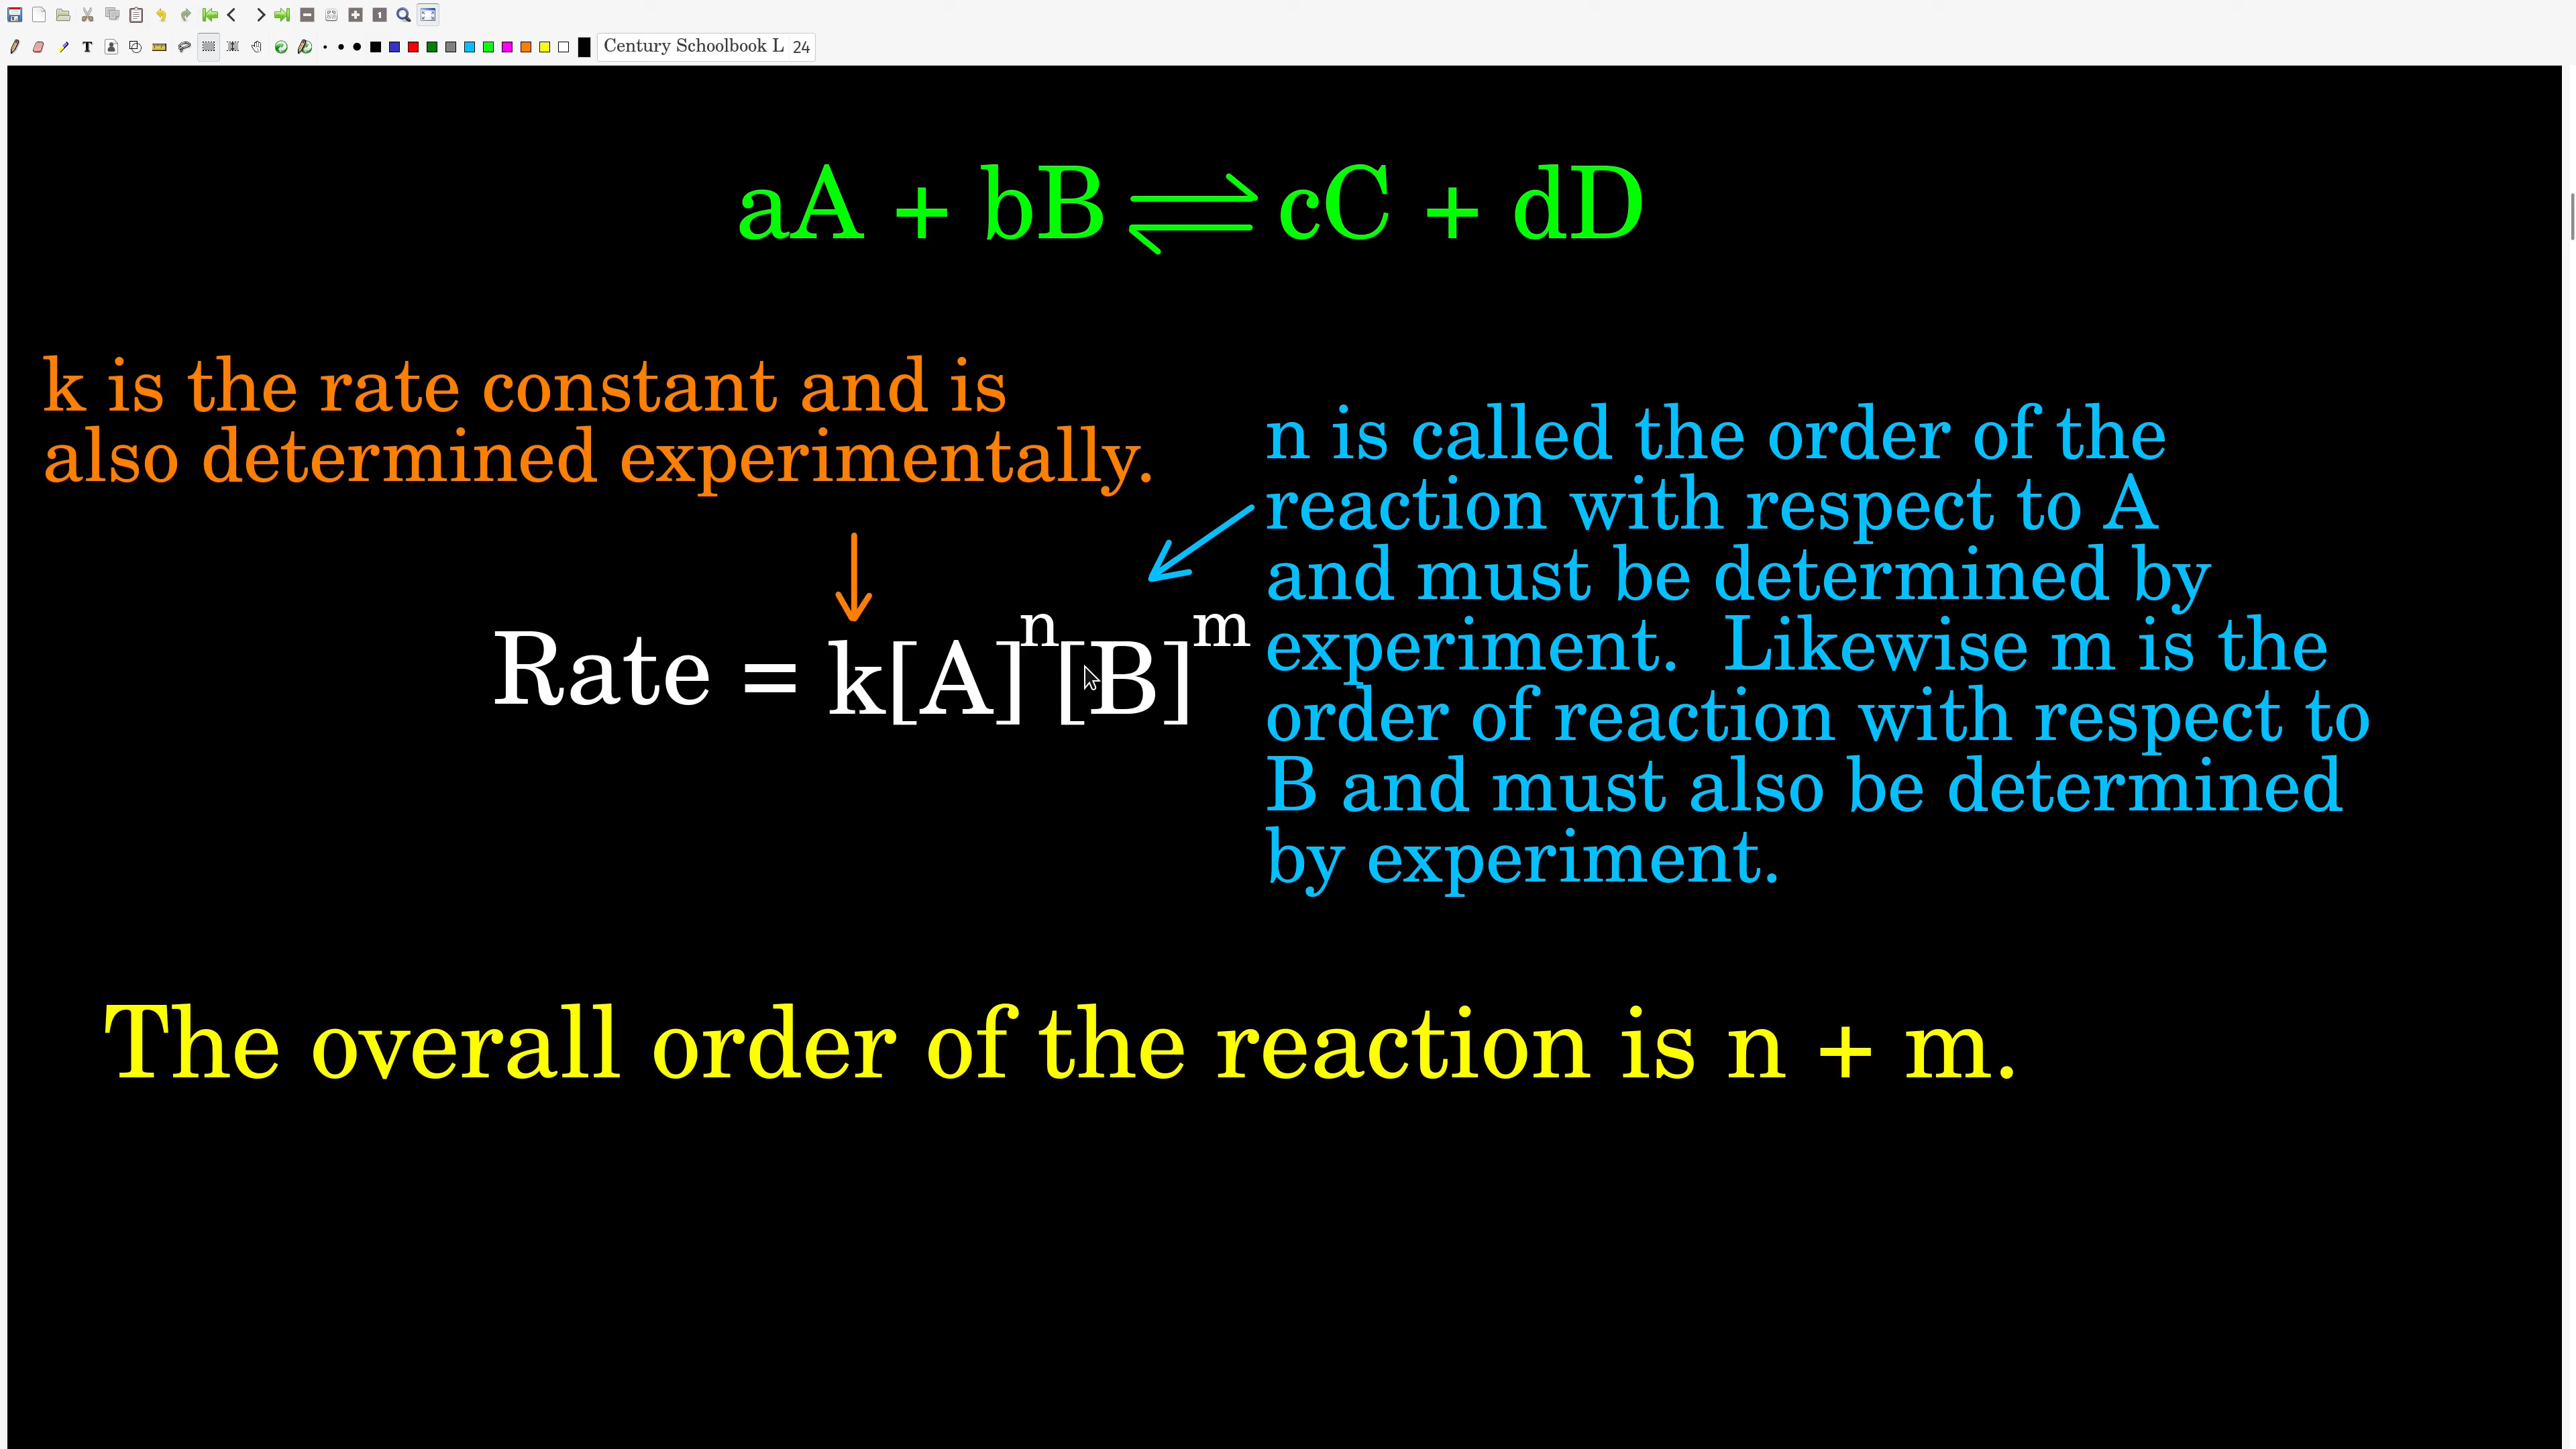 Century Schoolbook L 24
aA + bB ⇌ cC + dD
k is the rate constant and is
also determined experimentally.
n is called the order of the
reaction with respect to A
and must be determined by
experiment.  Likewise m is the
order of reaction with respect to
B and must also be determined
by experiment.
Rate = k[A]ⁿ[B]ᵐ
The overall order of the reaction is n + m.